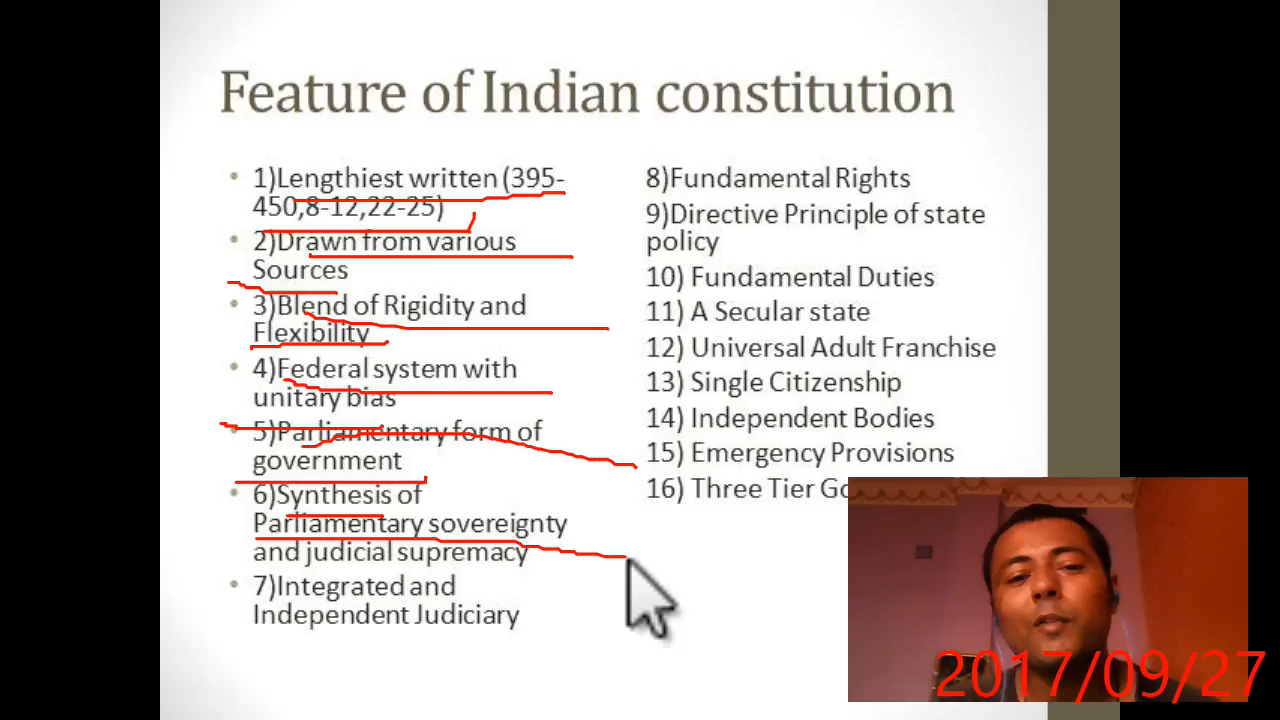 Feature of Indian constitution
1)Lengthiest written (395-
450,8-12,22-25)
2)Drawn from various
Sources
3)Blend of Rigidity and
Flexibility
4)Federal system with
unitary bias
5)Parliamentary form of
government
6)Synthesis of
Parliamentary sovereignty
and judicial supremacy
7)Integrated and
Independent Judiciary
8)Fundamental Rights
9)Directive Principle of state
policy
10) Fundamental Duties
11) A Secular state
12) Universal Adult Franchise
13) Single Citizenship
14) Independent Bodies
15) Emergency Provisions
16) Three Tier
2017/09/27